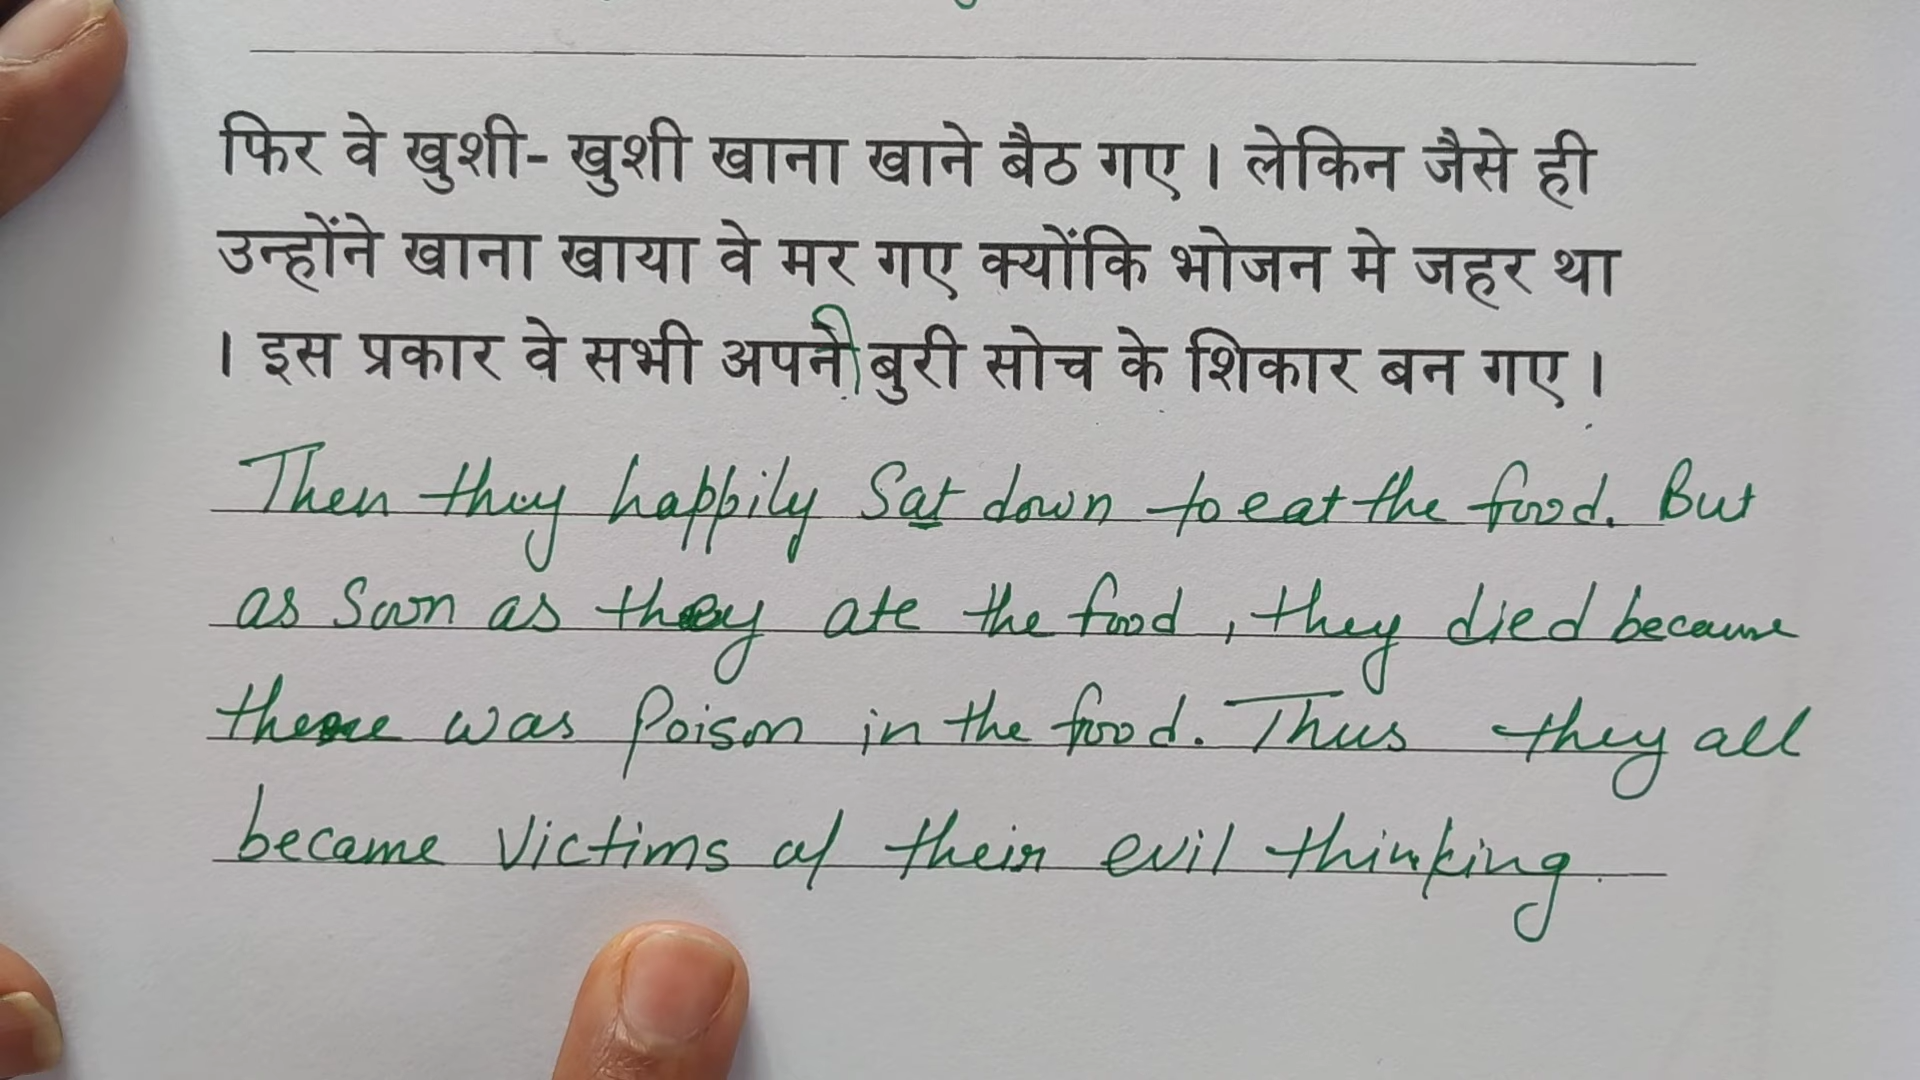 फिर वे खुशी- खुशी खाना खाने बैठ गए । लेकिन जैसे ही
उन्होंने खाना खाया वे मर गए क्योंकि भोजन मे जहर था
। इस प्रकार वे सभी अपनी बुरी सोच के शिकार बन गए ।
Then they happily Sat down to eat the food. But
as Soon as they ate the food, they died because
there was Poison in the food. Thus they all
became Victims of their evil thinking.